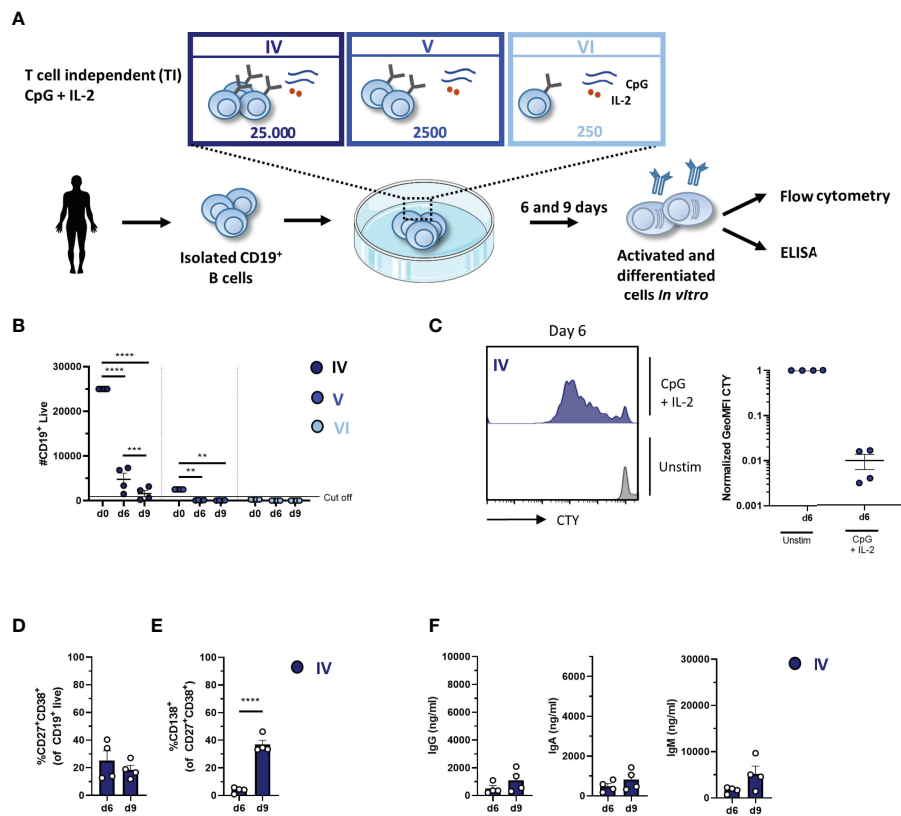 A
IV
V
VI
T cell independent (TI)
CpG + IL-2
CpG
IL-2
25.000
2500
250
6 and 9 days
Flow cytometry
Isolated CD19+
B cells
Activated and
differentiated
cells in vitro
ELISA
B
#CD19+ Live
30000
20000
10000
0
****
****
***
**
**
Cut off
d0
d6
d9
d0
d6
d9
d0
d6
d9
IV
V
VI
C
Day 6
IV
CpG
+ IL-2
Unstim
CTY
Normalized GeoMFI CTY
1
0.1
0.01
0.001
d6
d6
Unstim
CpG
+ IL-2
D
%CD27+CD38+
(of CD19+ live)
100
80
60
40
20
0
d6
d9
E
%CD138+
(of CD27+CD38+)
100
80
60
40
20
0
****
d6
d9
IV
F
IgG (ng/ml)
10000
8000
6000
4000
2000
0
d6
d9
IgA (ng/ml)
6000
4000
2000
0
d6
d9
IgM (ng/ml)
30000
20000
10000
5000
0
d6
d9
IV